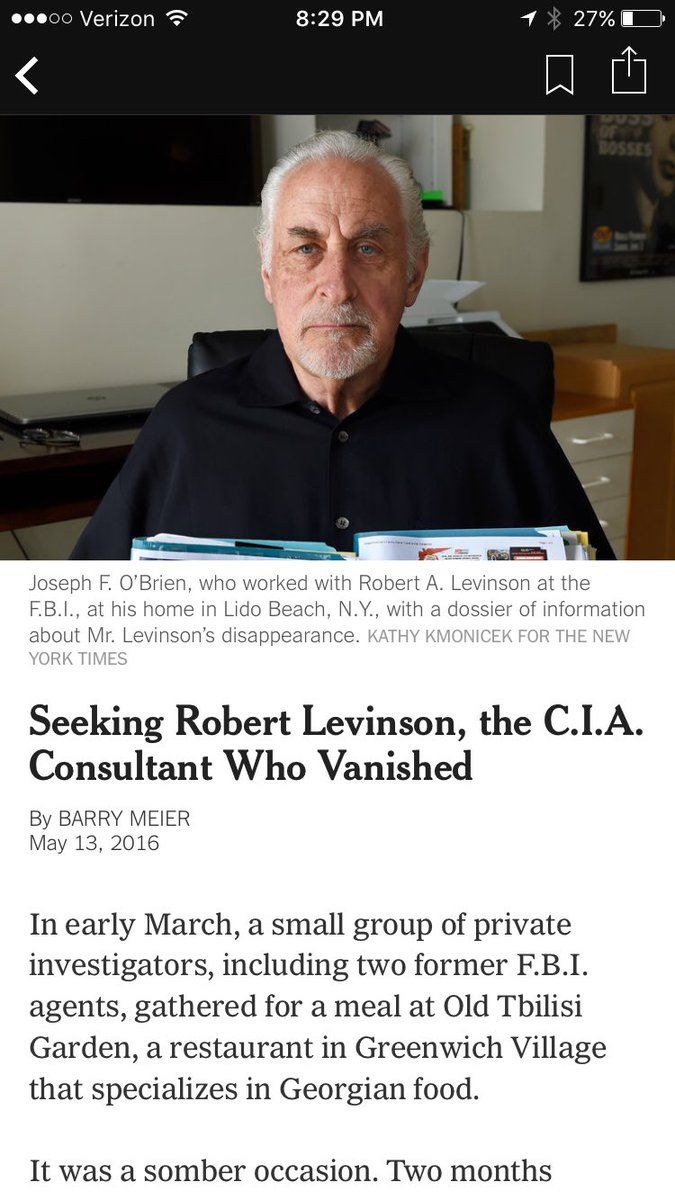 Verizon 8:29 PM 27%
BOSS
OF
BOSSES
Joseph F. O’Brien, who worked with Robert A. Levinson at the
F.B.I., at his home in Lido Beach, N.Y., with a dossier of information
about Mr. Levinson’s disappearance. KATHY KMONICEK FOR THE NEW
YORK TIMES
Seeking Robert Levinson, the C.I.A.
Consultant Who Vanished
By BARRY MEIER
May 13, 2016
In early March, a small group of private
investigators, including two former F.B.I.
agents, gathered for a meal at Old Tbilisi
Garden, a restaurant in Greenwich Village
that specializes in Georgian food.
It was a somber occasion. Two months